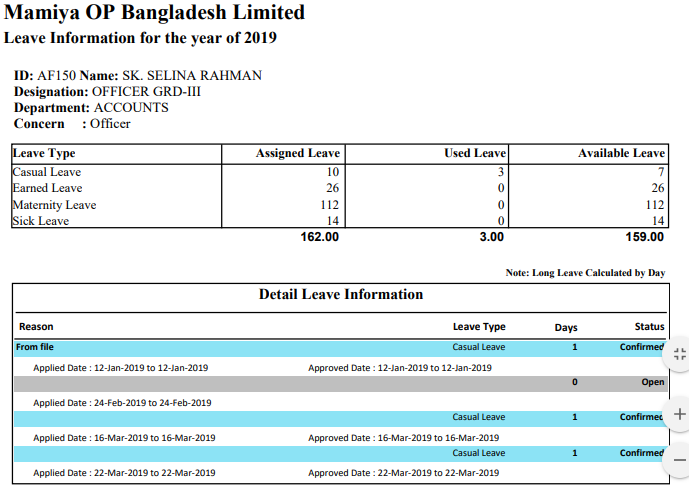 Mamiya OP Bangladesh Limited
Leave Information for the year of 2019
ID: AF150 Name: SK. SELINA RAHMAN
Designation: OFFICER GRD-III
Department: ACCOUNTS
Concern : Officer
Leave Type Assigned Leave Used Leave Available Leave
Casual Leave 10 3 7
Earned Leave 26 0 26
Maternity Leave 112 0 112
Sick Leave 14 0 14
162.00 3.00 159.00
Note: Long Leave Calculated by Day
Detail Leave Information
Reason Leave Type Days Status
From file Casual Leave 1 Confirmed
Applied Date : 12-Jan-2019 to 12-Jan-2019 Approved Date : 12-Jan-2019 to 12-Jan-2019
0 Open
Applied Date : 24-Feb-2019 to 24-Feb-2019
Casual Leave 1 Confirmed
Applied Date : 16-Mar-2019 to 16-Mar-2019 Approved Date : 16-Mar-2019 to 16-Mar-2019
Casual Leave 1 Confirmed
Applied Date : 22-Mar-2019 to 22-Mar-2019 Approved Date : 22-Mar-2019 to 22-Mar-2019